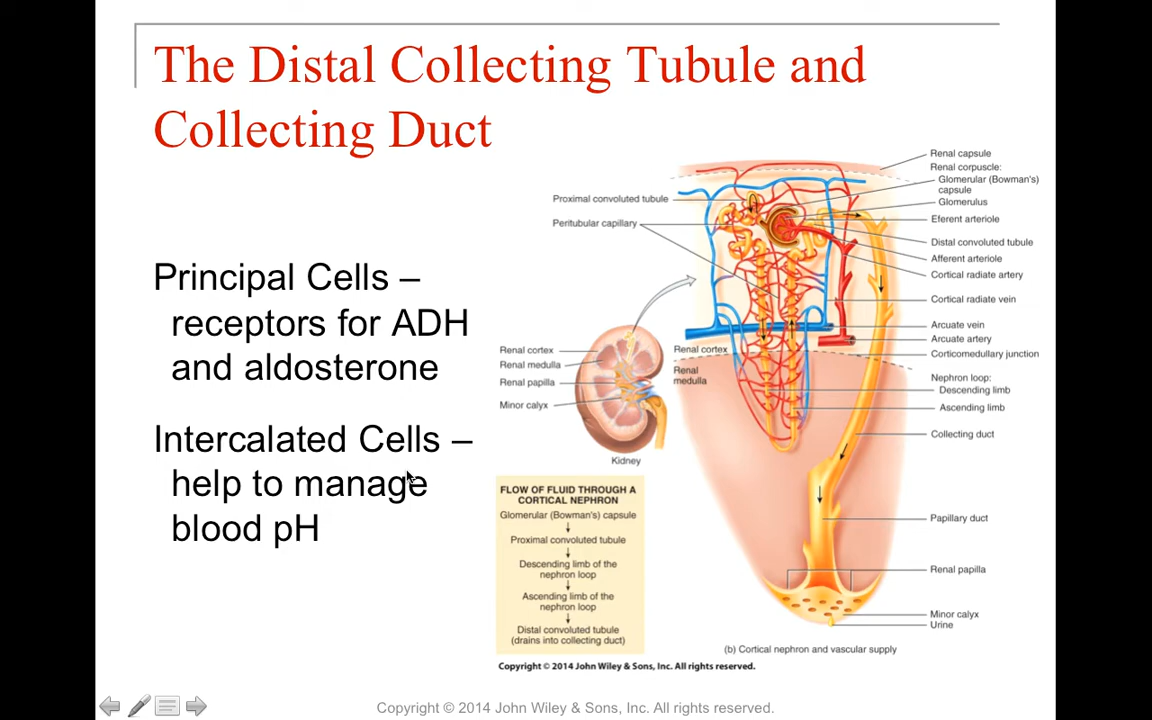 The Distal Collecting Tubule and
Collecting Duct
Principal Cells –
receptors for ADH
and aldosterone
Intercalated Cells –
help to manage
blood pH
Proximal convoluted tubule
Peritubular capillary
Renal capsule
Renal corpuscle:
Glomerular (Bowman's)
capsule
Glomerulus
Eferent arteriole
Distal convoluted tubule
Afferent arteriole
Cortical radiate artery
Cortical radiate vein
Arcuate vein
Arcuate artery
Corticomedullary junction
Nephron loop:
Descending limb
Ascending limb
Collecting duct
Papillary duct
Renal papilla
Minor calyx
Urine
Renal cortex
Renal medulla
Renal papilla
Minor calyx
Kidney
Renal cortex
Renal
medulla
FLOW OF FLUID THROUGH A
CORTICAL NEPHRON
Glomerular (Bowman's) capsule
Proximal convoluted tubule
Descending limb of the
nephron loop
Ascending limb of the
nephron loop
Distal convoluted tubule
(drains into collecting duct)
(b) Cortical nephron and vascular supply
Copyright © 2014 John Wiley & Sons, Inc. All rights reserved.
Copyright © 2014 John Wiley & Sons, Inc. All rights reserved.